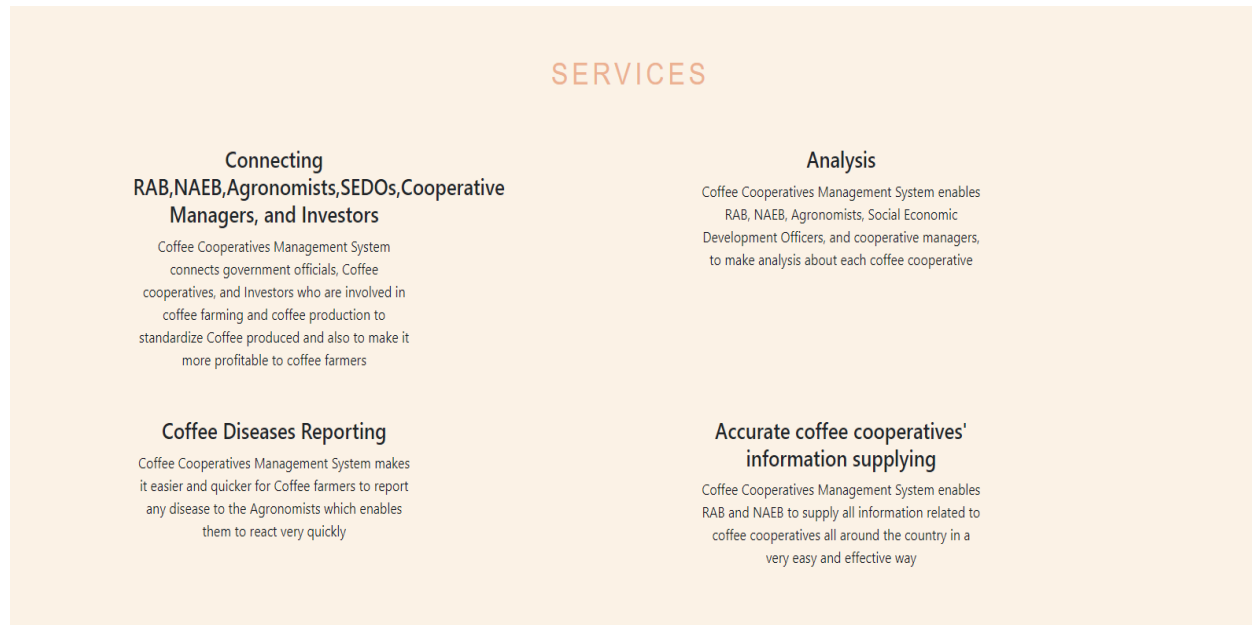 SERVICES
Connecting
RAB,NAEB,Agronomists,SEDOs,Cooperative
Managers, and Investors
Coffee Cooperatives Management System
connects government officials, Coffee
cooperatives, and Investors who are involved in
coffee farming and coffee production to
standardize Coffee produced and also to make it
more profitable to coffee farmers
Analysis
Coffee Cooperatives Management System enables
RAB, NAEB, Agronomists, Social Economic
Development Officers, and cooperative managers,
to make analysis about each coffee cooperative
Coffee Diseases Reporting
Coffee Cooperatives Management System makes
it easier and quicker for Coffee farmers to report
any disease to the Agronomists which enables
them to react very quickly
Accurate coffee cooperatives'
information supplying
Coffee Cooperatives Management System enables
RAB and NAEB to supply all information related to
coffee cooperatives all around the country in a
very easy and effective way